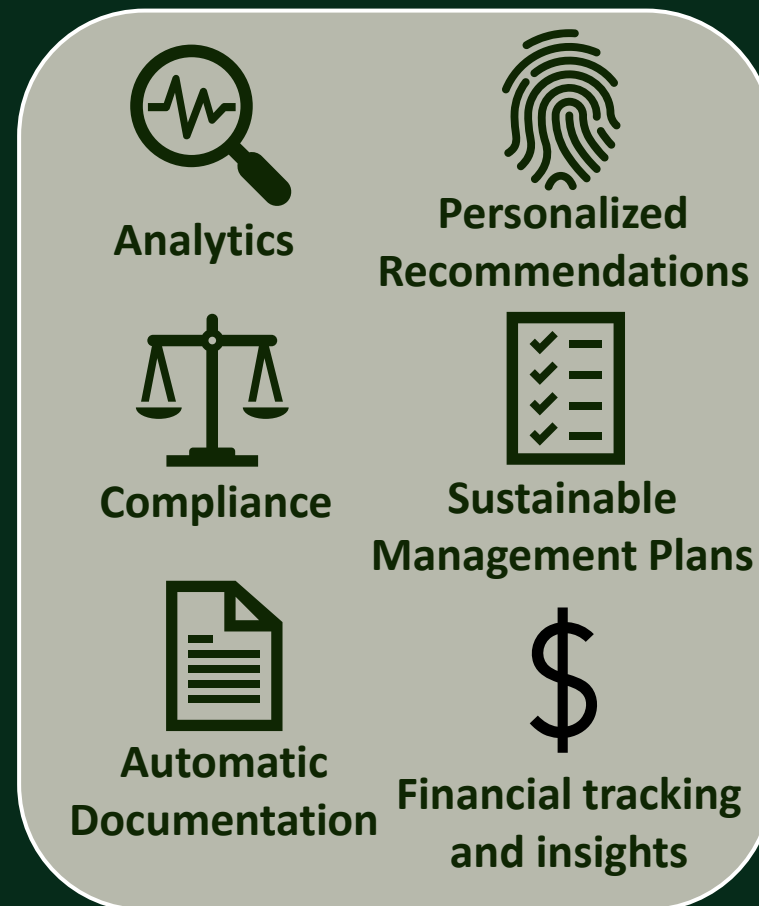 Analytics
Personalized
Recommendations
Compliance
Sustainable
Management Plans
Automatic
Documentation
Financial tracking
and insights